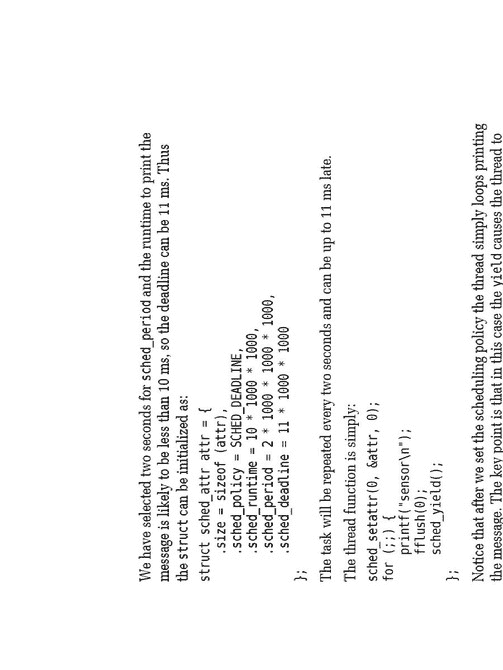 We have selected two seconds for sched_period and the runtime to print the
message is likely to be less than 10 ms, so the deadline can be 11 ms. Thus
the struct can be initialized as:
struct sched_attr attr = {
.size = sizeof (attr),
.sched_policy = SCHED_DEADLINE,
.sched_runtime = 10 * 1000 * 1000,
.sched_period = 2 * 1000 * 1000 * 1000,
.sched_deadline = 11 * 1000 * 1000
};
The task will be repeated every two seconds and can be up to 11 ms late.
The thread function is simply:
sched_setattr(0, &attr, 0);
for (;;) {
printf("sensor\n");
fflush(0);
sched_yield();
};
Notice that after we set the scheduling policy the thread simply loops printing
the message. The key point is that in this case the yield causes the thread to